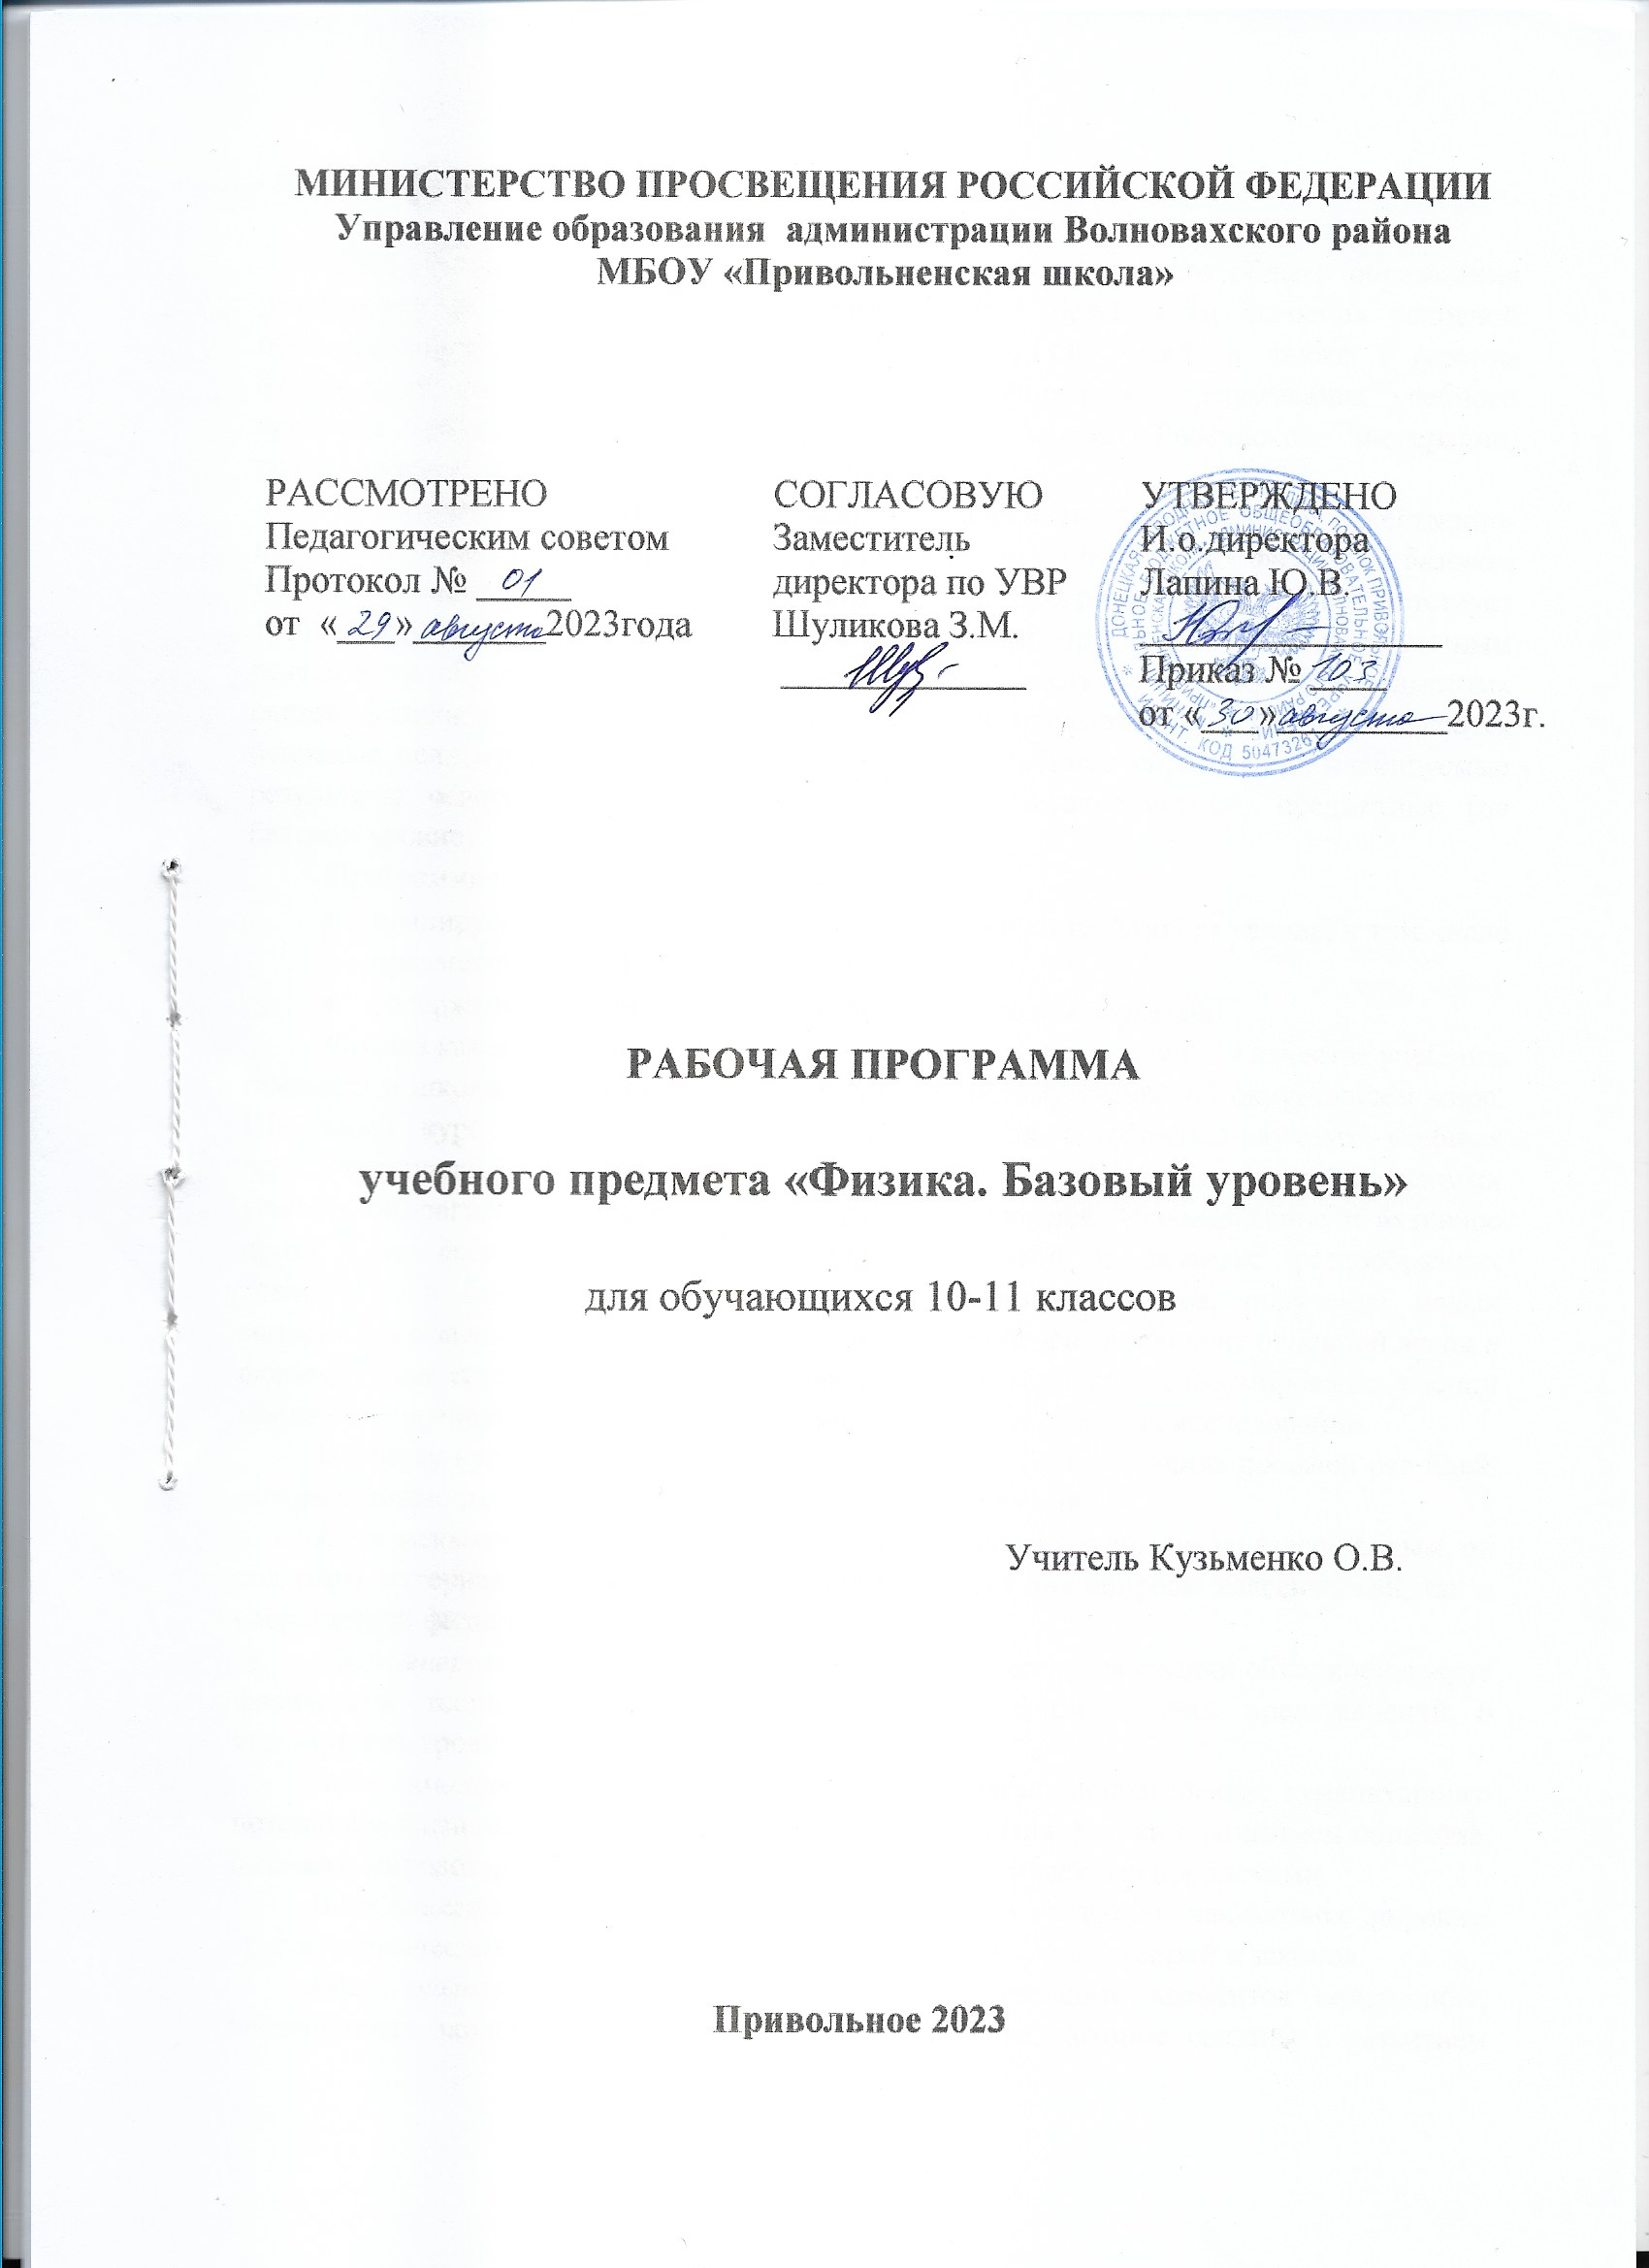 МИНИСТЕРСТВО ПРОСВЕЩЕНИЯ РОССИЙСКОЙ ФЕДЕРАЦИИ
Управление образования администрации Волновахского района
МБОУ «Привольненская школа»
РАССМОТРЕНО
Педагогическим советом
Протокол № 01
от «29» августа 2023года
СОГЛАСОВУЮ
Заместитель
директора по УВР
Шуликова З.М.
УТВЕРЖДЕНО
И.о.директора
Лапина Ю.В.
Приказ № 103
от «30» августа 2023г.
КОД 5047326
РАБОЧАЯ ПРОГРАММА
учебного предмета «Физика. Базовый уровень»
для обучающихся 10-11 классов
Учитель Кузьменко О.В.
Привольное 2023